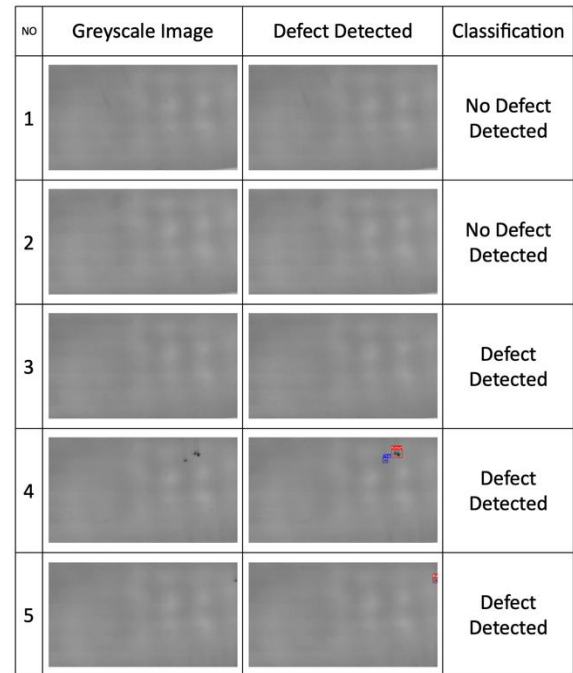 NO Greyscale Image Defect Detected Classification
1 No Defect
Detected
2 No Defect
Detected
3 Defect
Detected
4 Defect
Detected
5 Defect
Detected